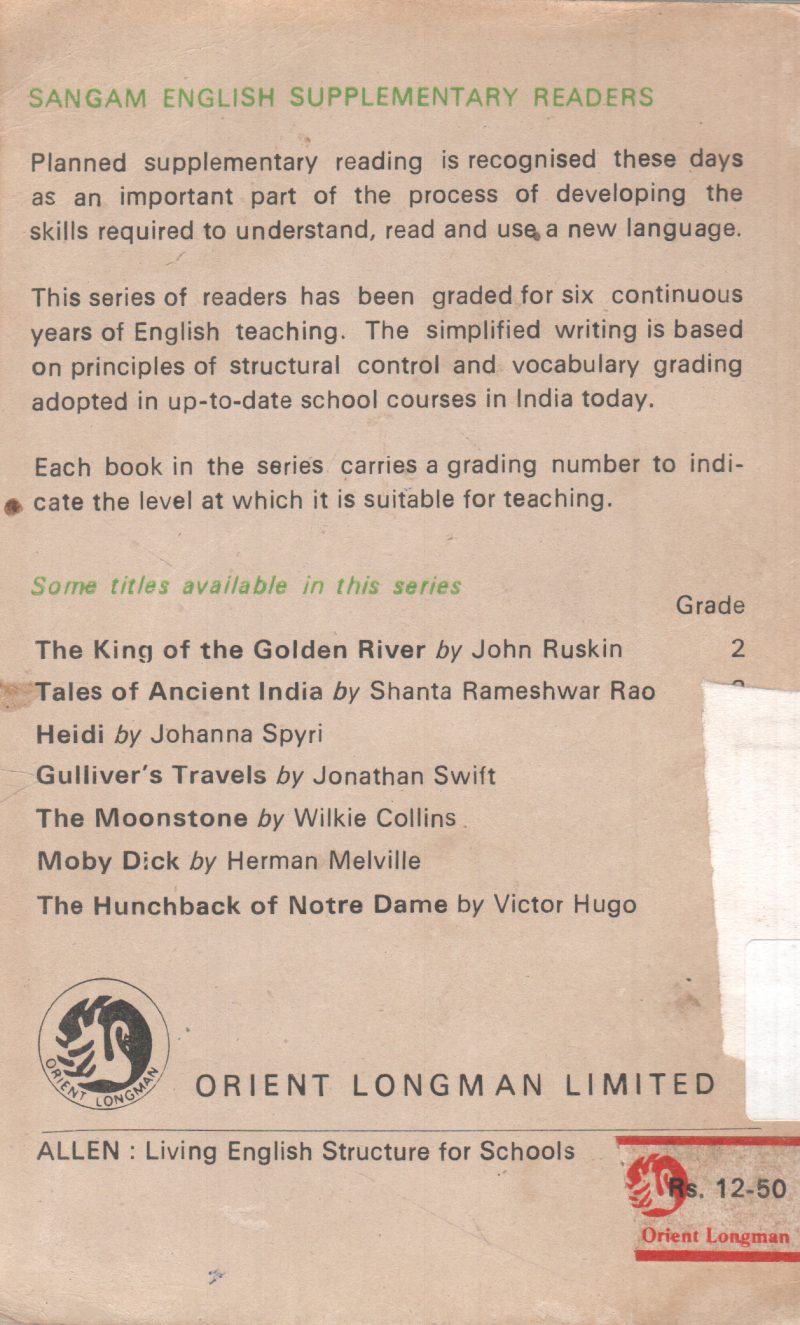 SANGAM ENGLISH SUPPLEMENTARY READERS
Planned supplementary reading is recognised these days
as an important part of the process of developing the
skills required to understand, read and use a new language.
This series of readers has been graded for six continuous
years of English teaching. The simplified writing is based
on principles of structural control and vocabulary grading
adopted in up-to-date school courses in India today.
Each book in the series carries a grading number to indi-
cate the level at which it is suitable for teaching.
Some titles available in this series
Grade
The King of the Golden River by John Ruskin 2
Tales of Ancient India by Shanta Rameshwar Rao
Heidi by Johanna Spyri
Gulliver's Travels by Jonathan Swift
The Moonstone by Wilkie Collins
Moby Dick by Herman Melville
The Hunchback of Notre Dame by Victor Hugo
ORIENT LONGMAN
ORIENT LONGMAN LIMITED
ALLEN : Living English Structure for Schools
Rs. 12-50
Orient Longman